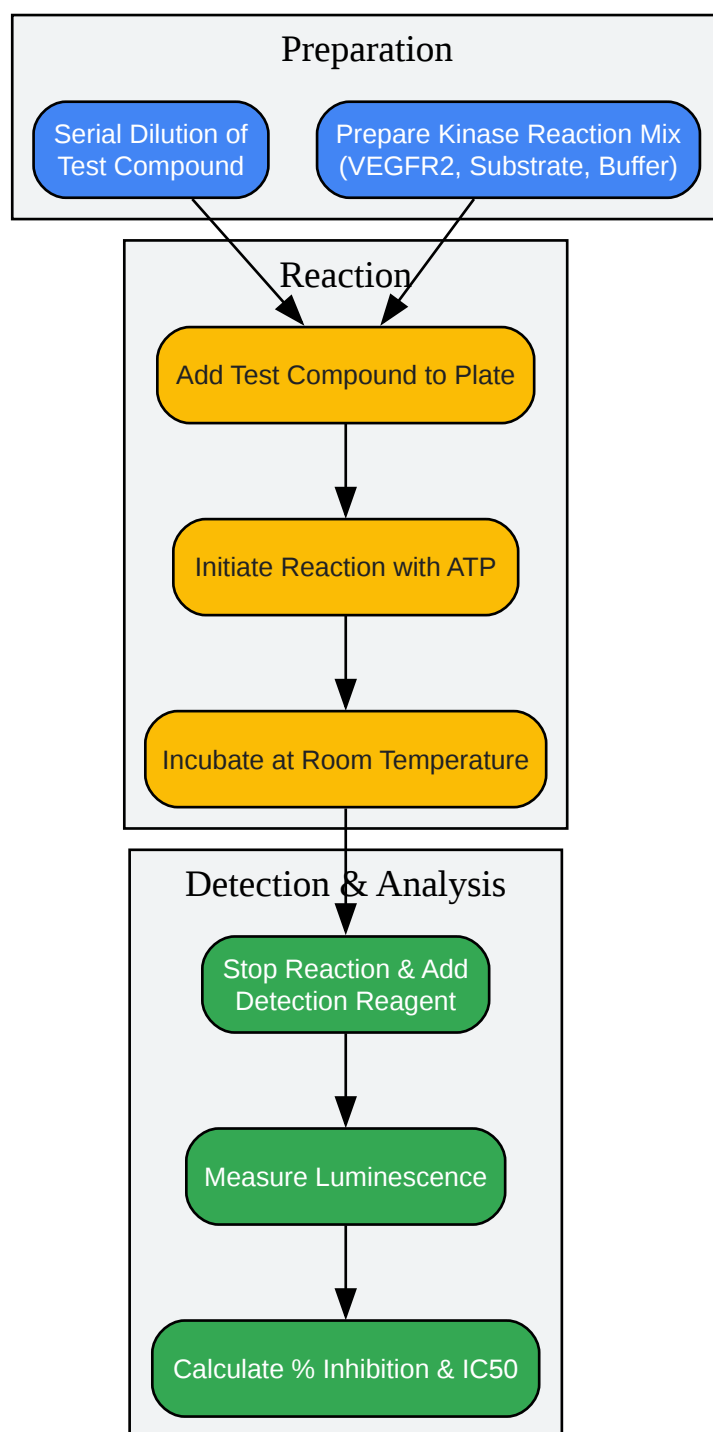 Preparation
Serial Dilution of
Test Compound
Prepare Kinase Reaction Mix
(VEGFR2, Substrate, Buffer)
Reaction
Add Test Compound to Plate
Initiate Reaction with ATP
Incubate at Room Temperature
Detection & Analysis
Stop Reaction & Add
Detection Reagent
Measure Luminescence
Calculate % Inhibition & IC50